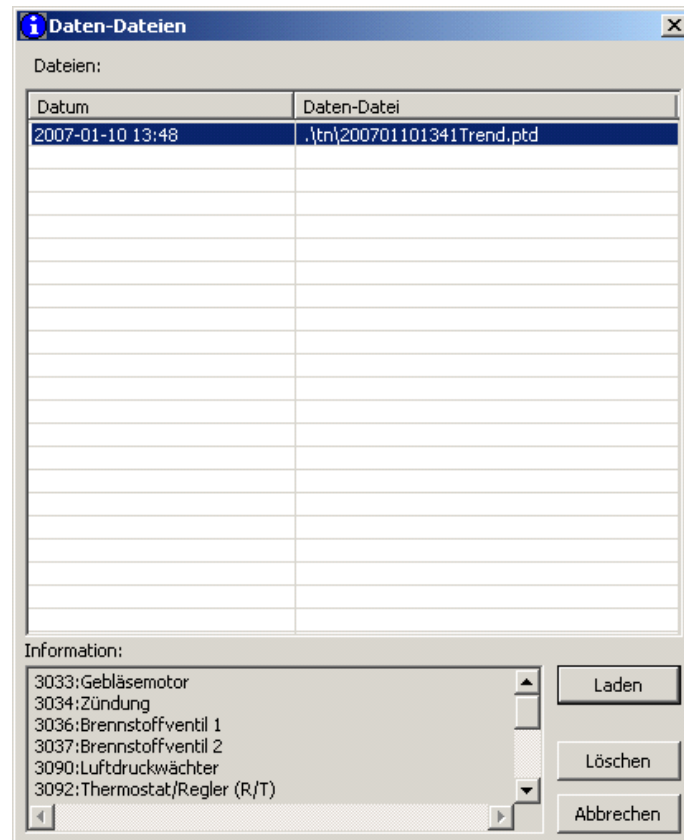 Daten-Dateien
Dateien:
Datum Daten-Datei
2007-01-10 13:48 .\tn\200701101341Trend.ptd
Information:
3033:Gebläsemotor
3034:Zündung
3036:Brennstoffventil 1
3037:Brennstoffventil 2
3090:Luftdruckwächter
3092:Thermostat/Regler (R/T)
Laden
Löschen
Abbrechen